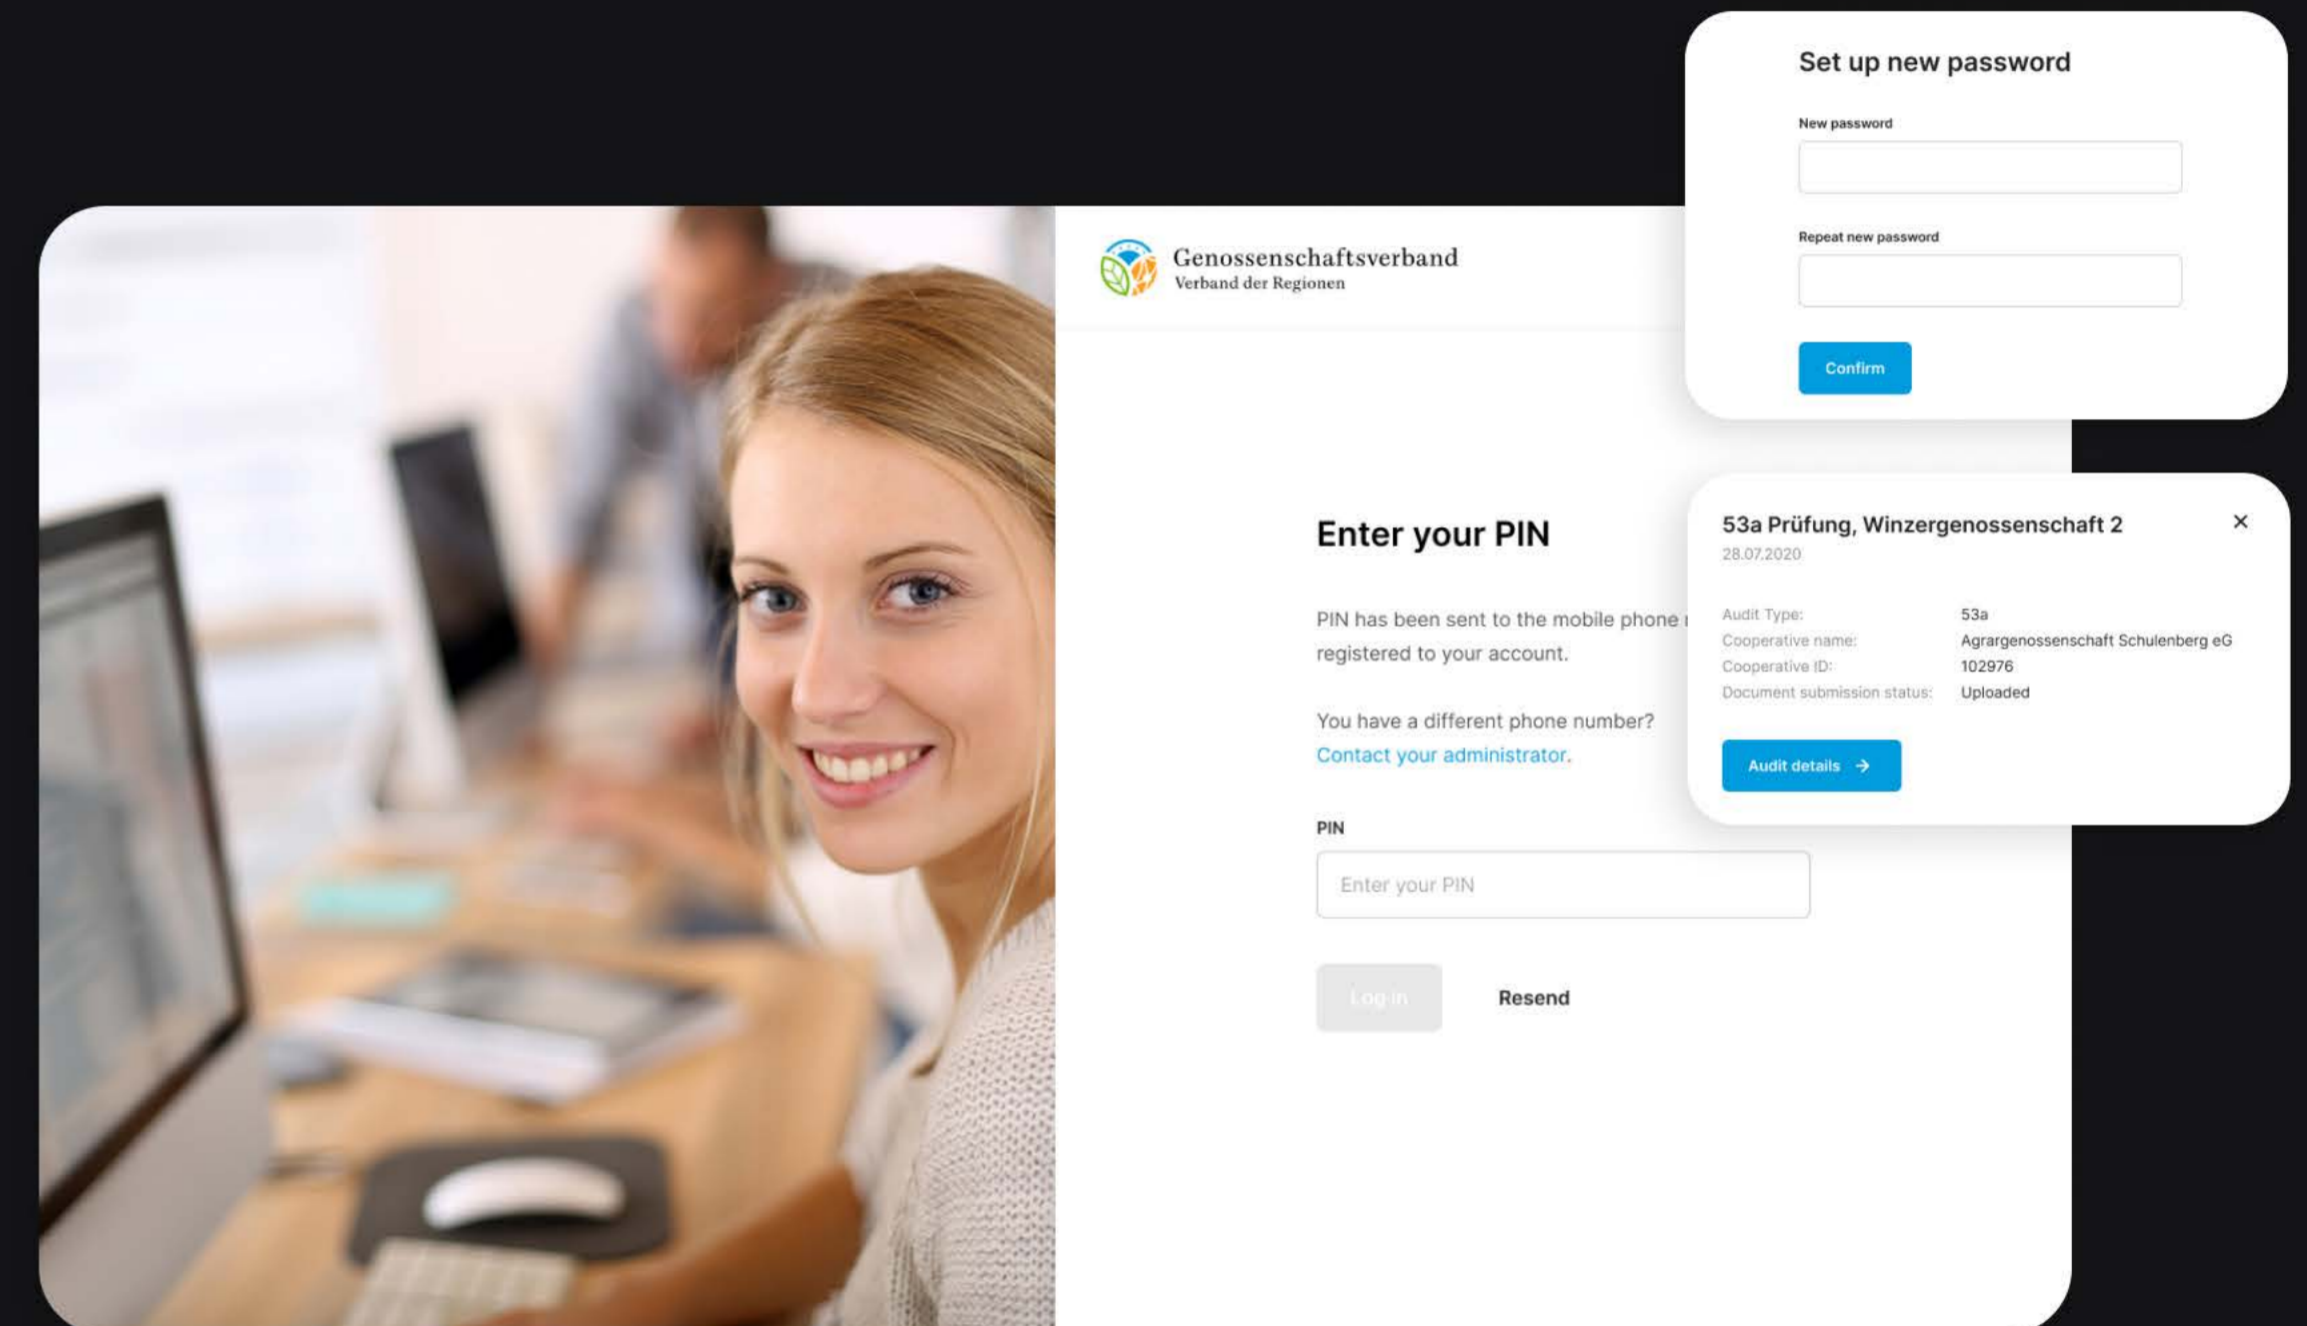 Set up new password
New password
Repeat new password
Confirm
Genossenschaftsverband
Verband der Regionen
Enter your PIN
PIN has been sent to the mobile phone
registered to your account.
You have a different phone number?
Contact your administrator.
PIN
Enter your PIN
Log in
Resend
53a Prüfung, Winzergenossenschaft 2
28.07.2020
Audit Type: 53a
Cooperative name: Agrargenossenschaft Schulenberg eG
Cooperative ID: 102976
Document submission status: Uploaded
Audit details →